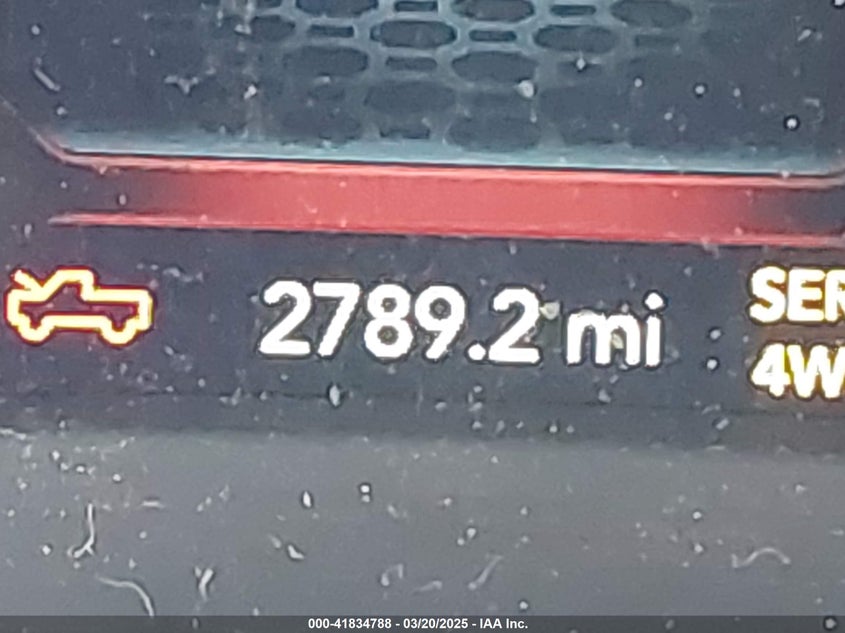 2789.2 mi
SER
4W
000-41834788 - 03/20/2025 - IAA Inc.